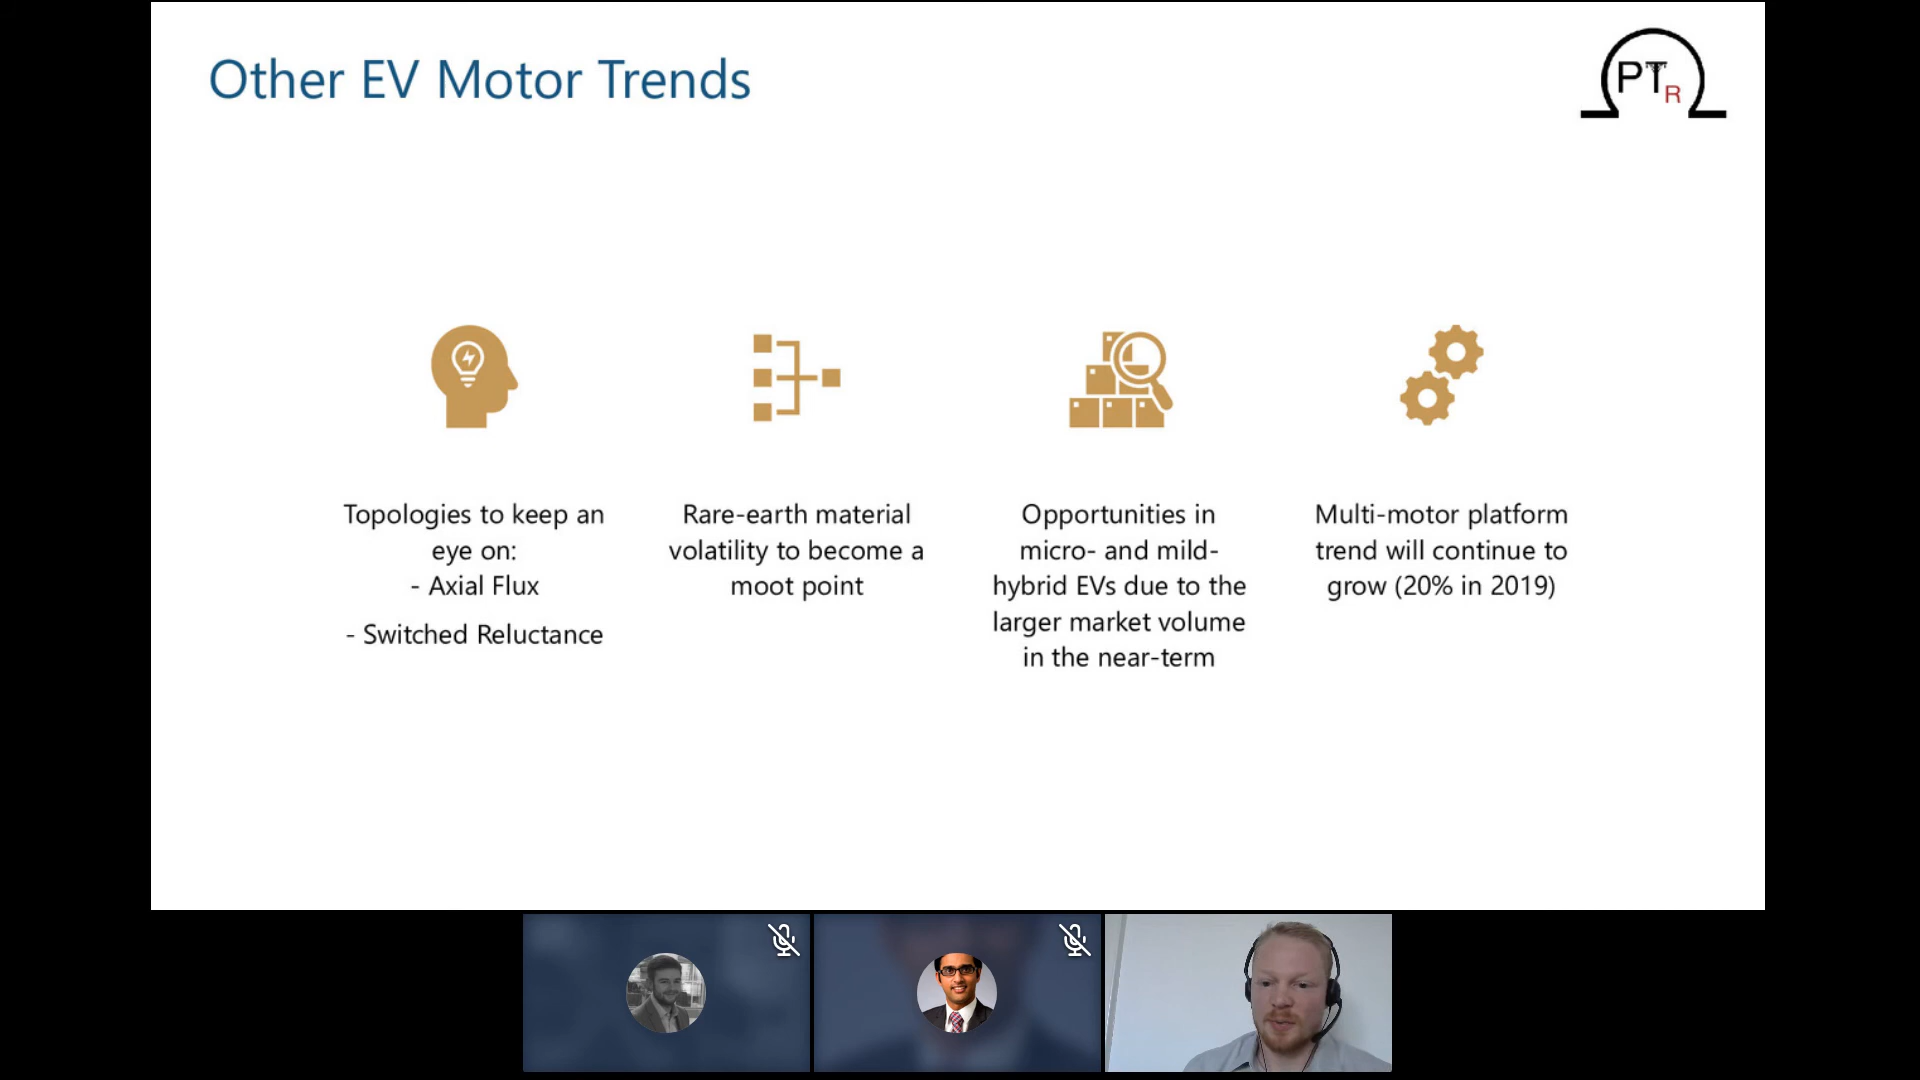 Other EV Motor Trends
PTR
Topologies to keep an
eye on:
- Axial Flux
- Switched Reluctance
Rare-earth material
volatility to become a
moot point
Opportunities in
micro- and mild-
hybrid EVs due to the
larger market volume
in the near-term
Multi-motor platform
trend will continue to
grow (20% in 2019)